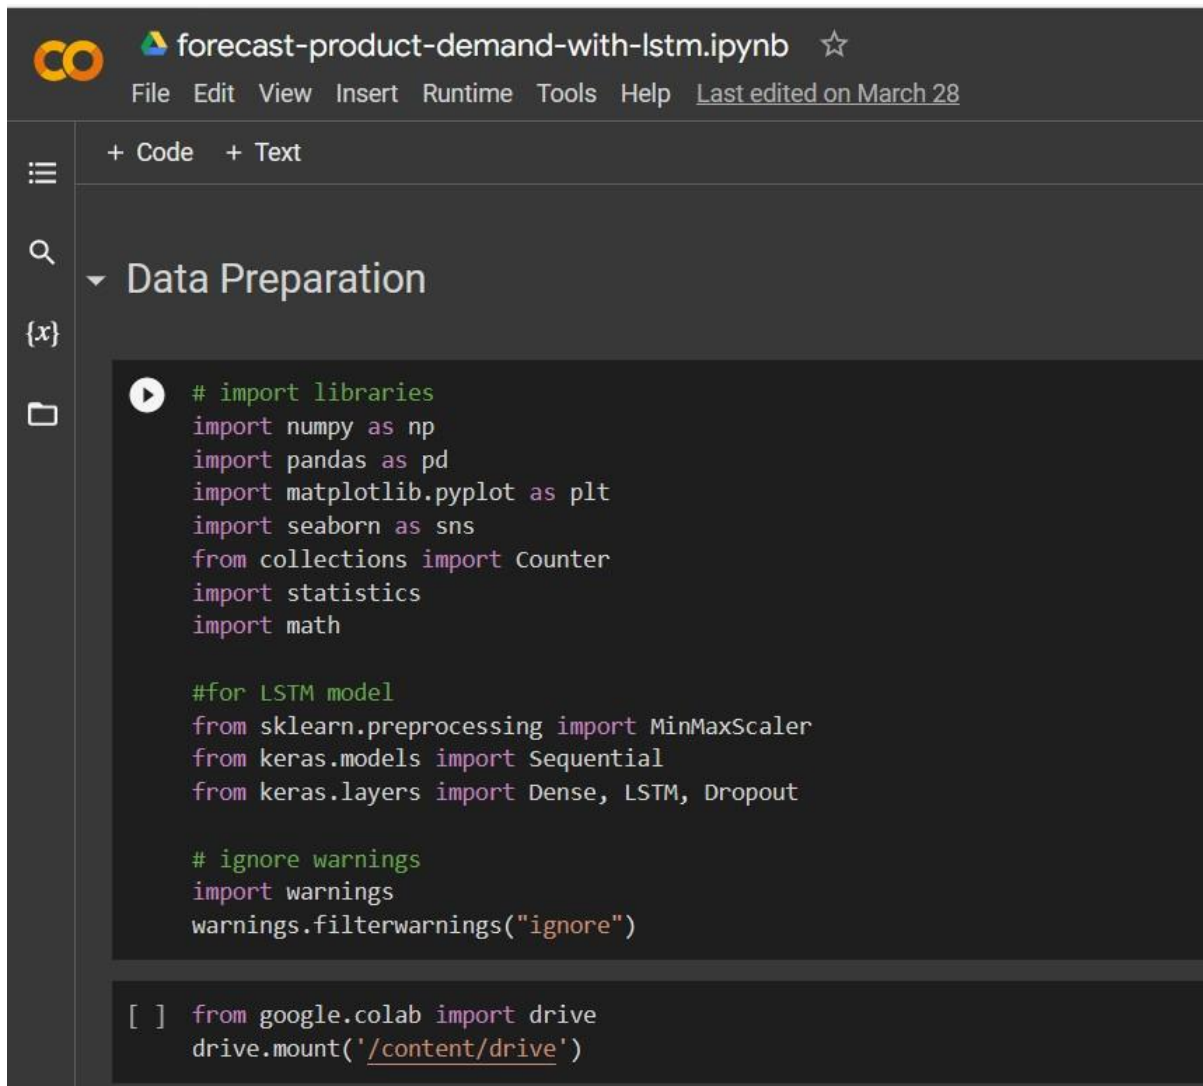 forecast-product-demand-with-lstm.ipynb
File Edit View Insert Runtime Tools Help Last edited on March 28
+ Code + Text
Data Preparation
{x}
# import libraries
import numpy as np
import pandas as pd
import matplotlib.pyplot as plt
import seaborn as sns
from collections import Counter
import statistics
import math
#for LSTM model
from sklearn.preprocessing import MinMaxScaler
from keras.models import Sequential
from keras.layers import Dense, LSTM, Dropout
# ignore warnings
import warnings
warnings.filterwarnings("ignore")
[ ] from google.colab import drive
drive.mount('/content/drive')